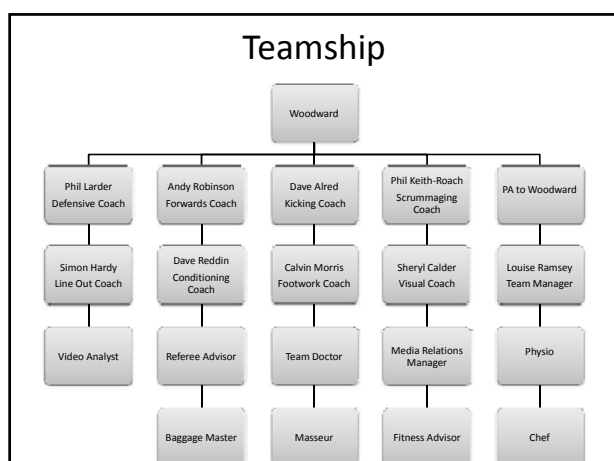 Teamship
Woodward
Phil Larder
Defensive Coach
Andy Robinson
Forwards Coach
Dave Alred
Kicking Coach
Phil Keith-Roach
Scrummaging
Coach
PA to Woodward
Simon Hardy
Line Out Coach
Dave Reddin
Conditioning
Coach
Calvin Morris
Footwork Coach
Sheryl Calder
Visual Coach
Louise Ramsey
Team Manager
Video Analyst
Referee Advisor
Team Doctor
Media Relations
Manager
Physio
Baggage Master
Masseur
Fitness Advisor
Chef